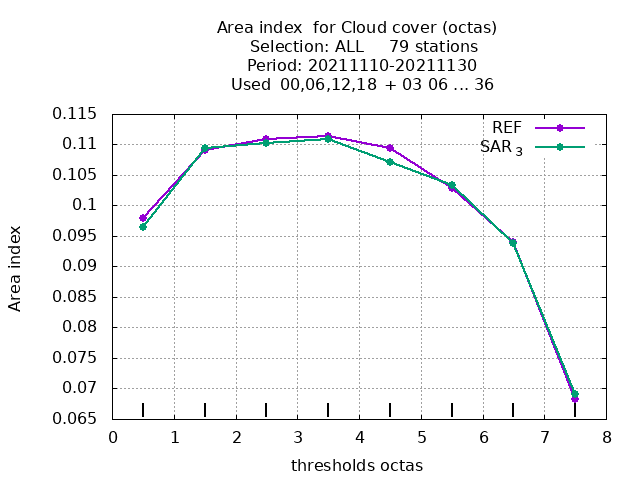 Area index  for Cloud cover (octas)
Selection: ALL     79 stations
Period: 20211110-20211130
Used  00,06,12,18  + 03 06 ... 36
REF
SAR 3
0.115
0.11
0.105
0.1
0.095
0.09
0.085
0.08
0.075
0.07
0.065
Area index
0 1 2 3 4 5 6 7 8
thresholds octas